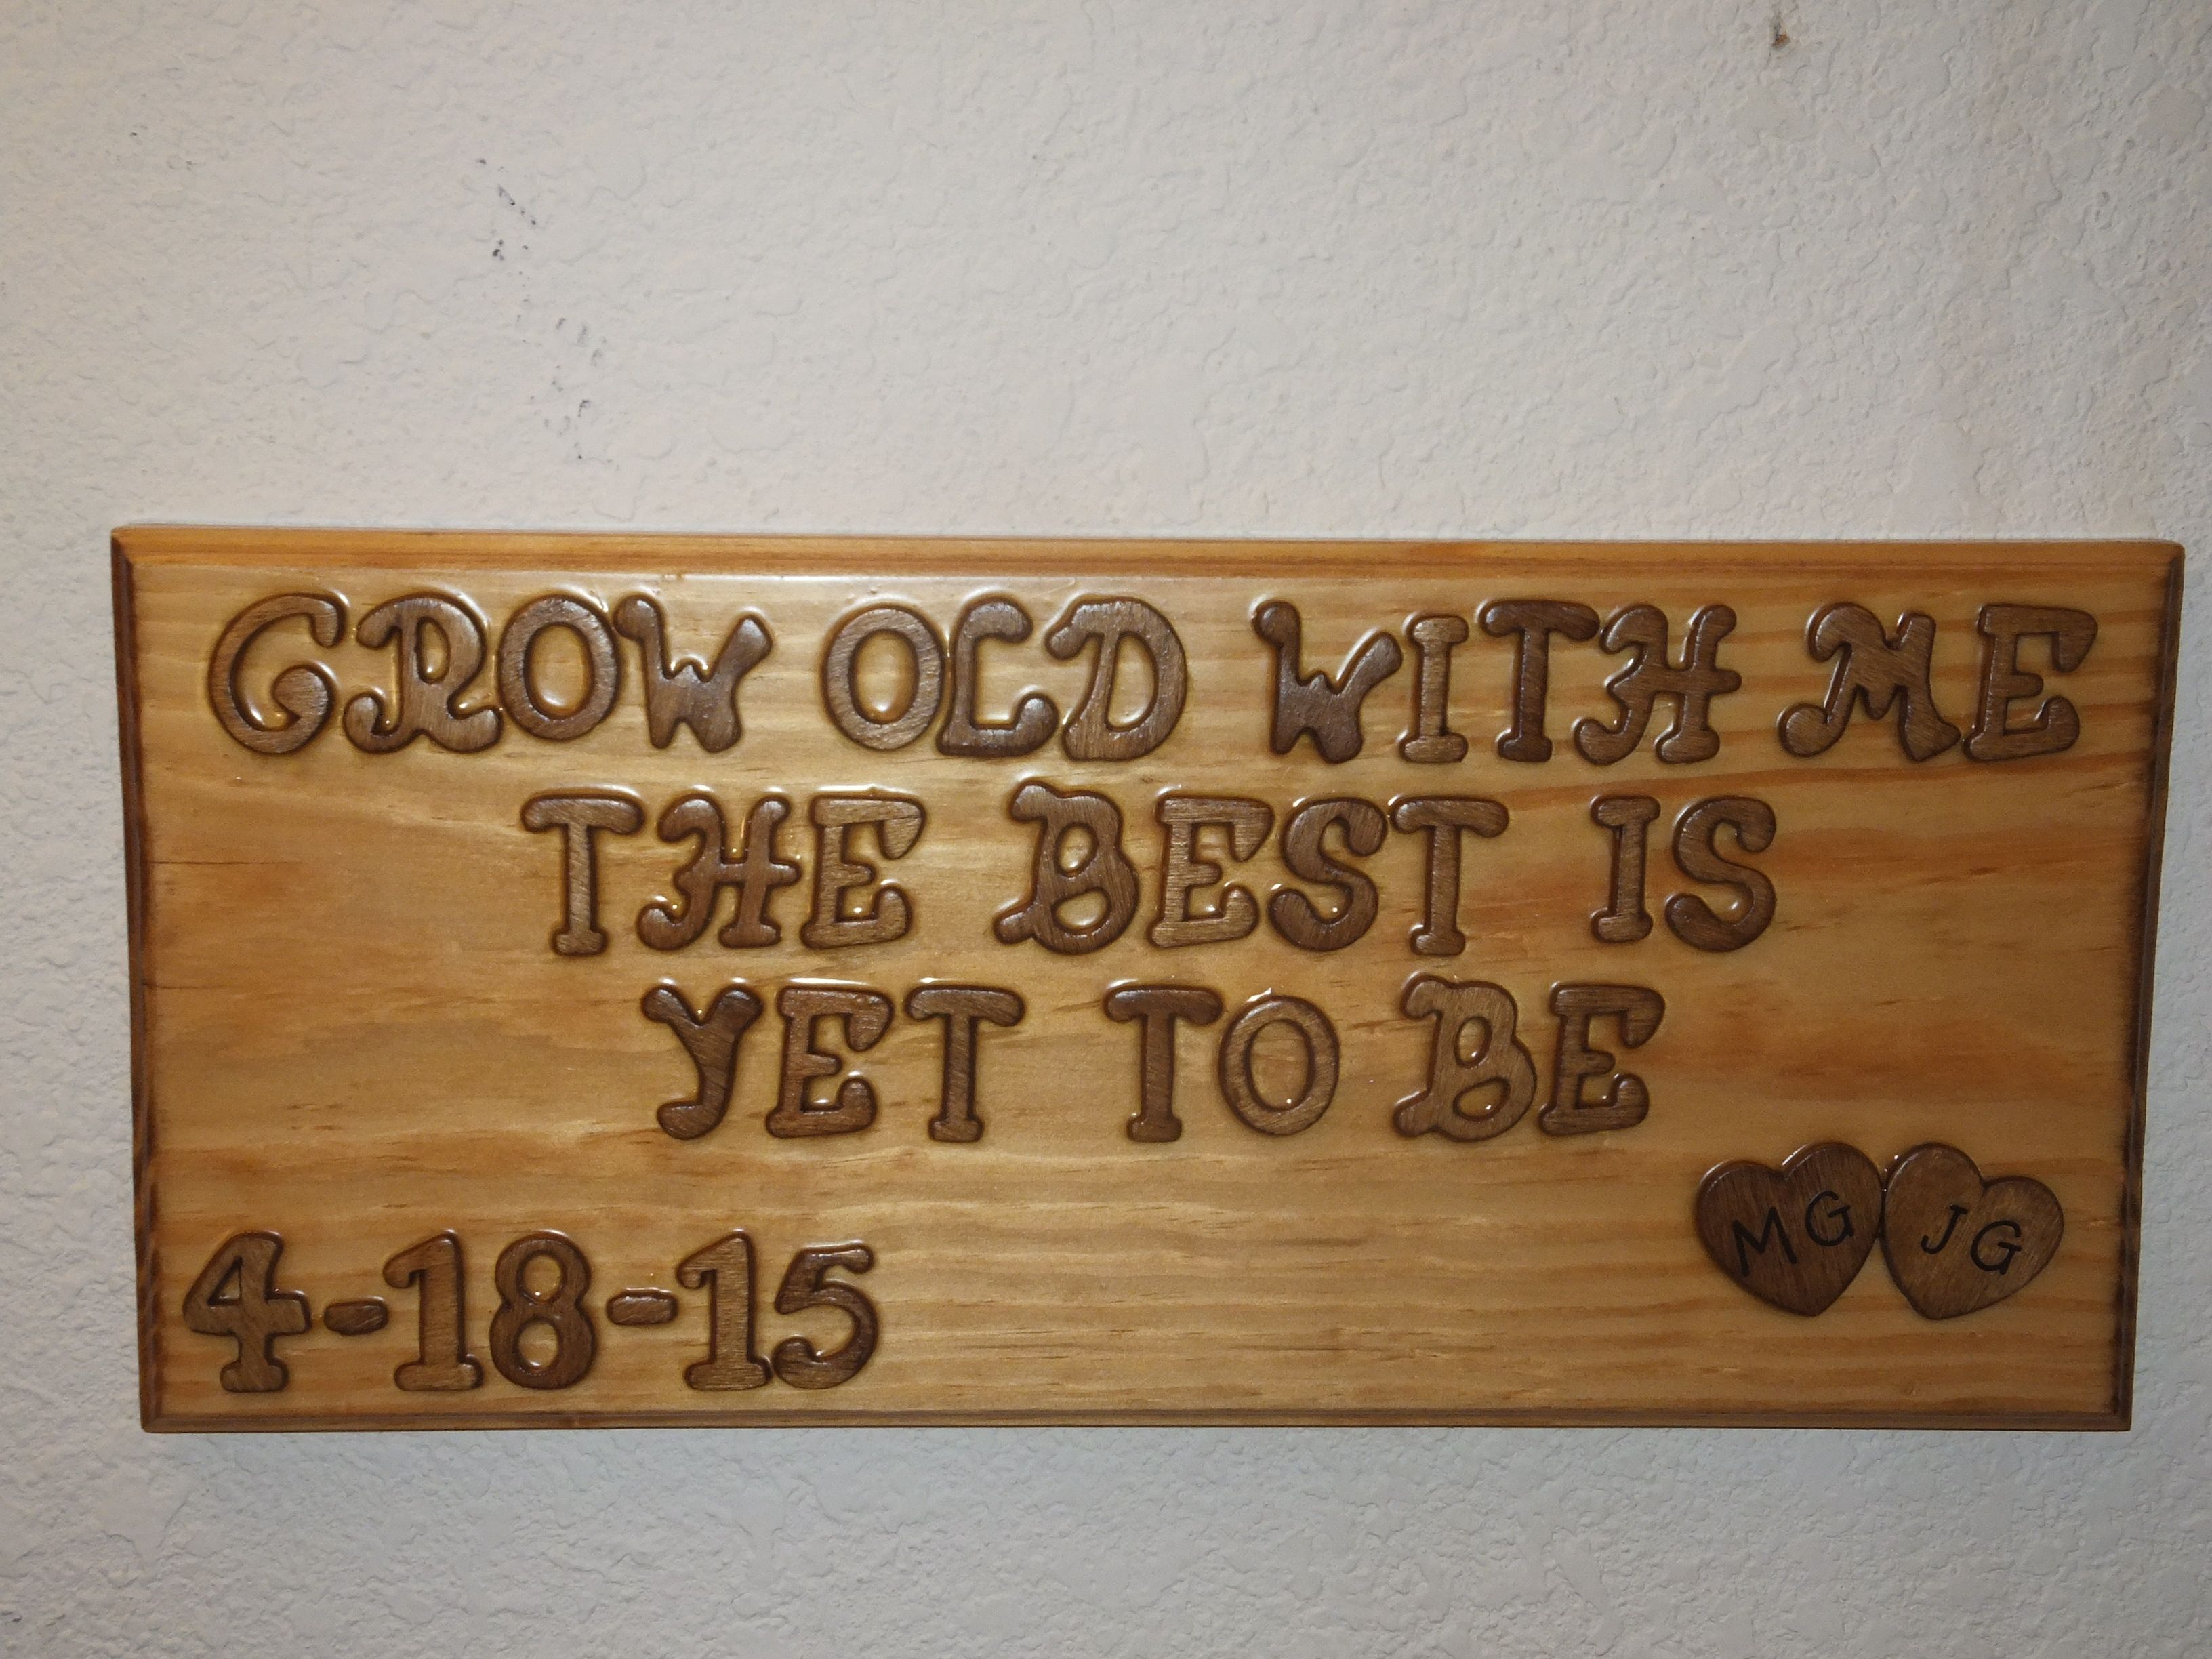 GROW OLD WITH ME
THE BEST IS
YET TO BE
4-18-15
MG JG